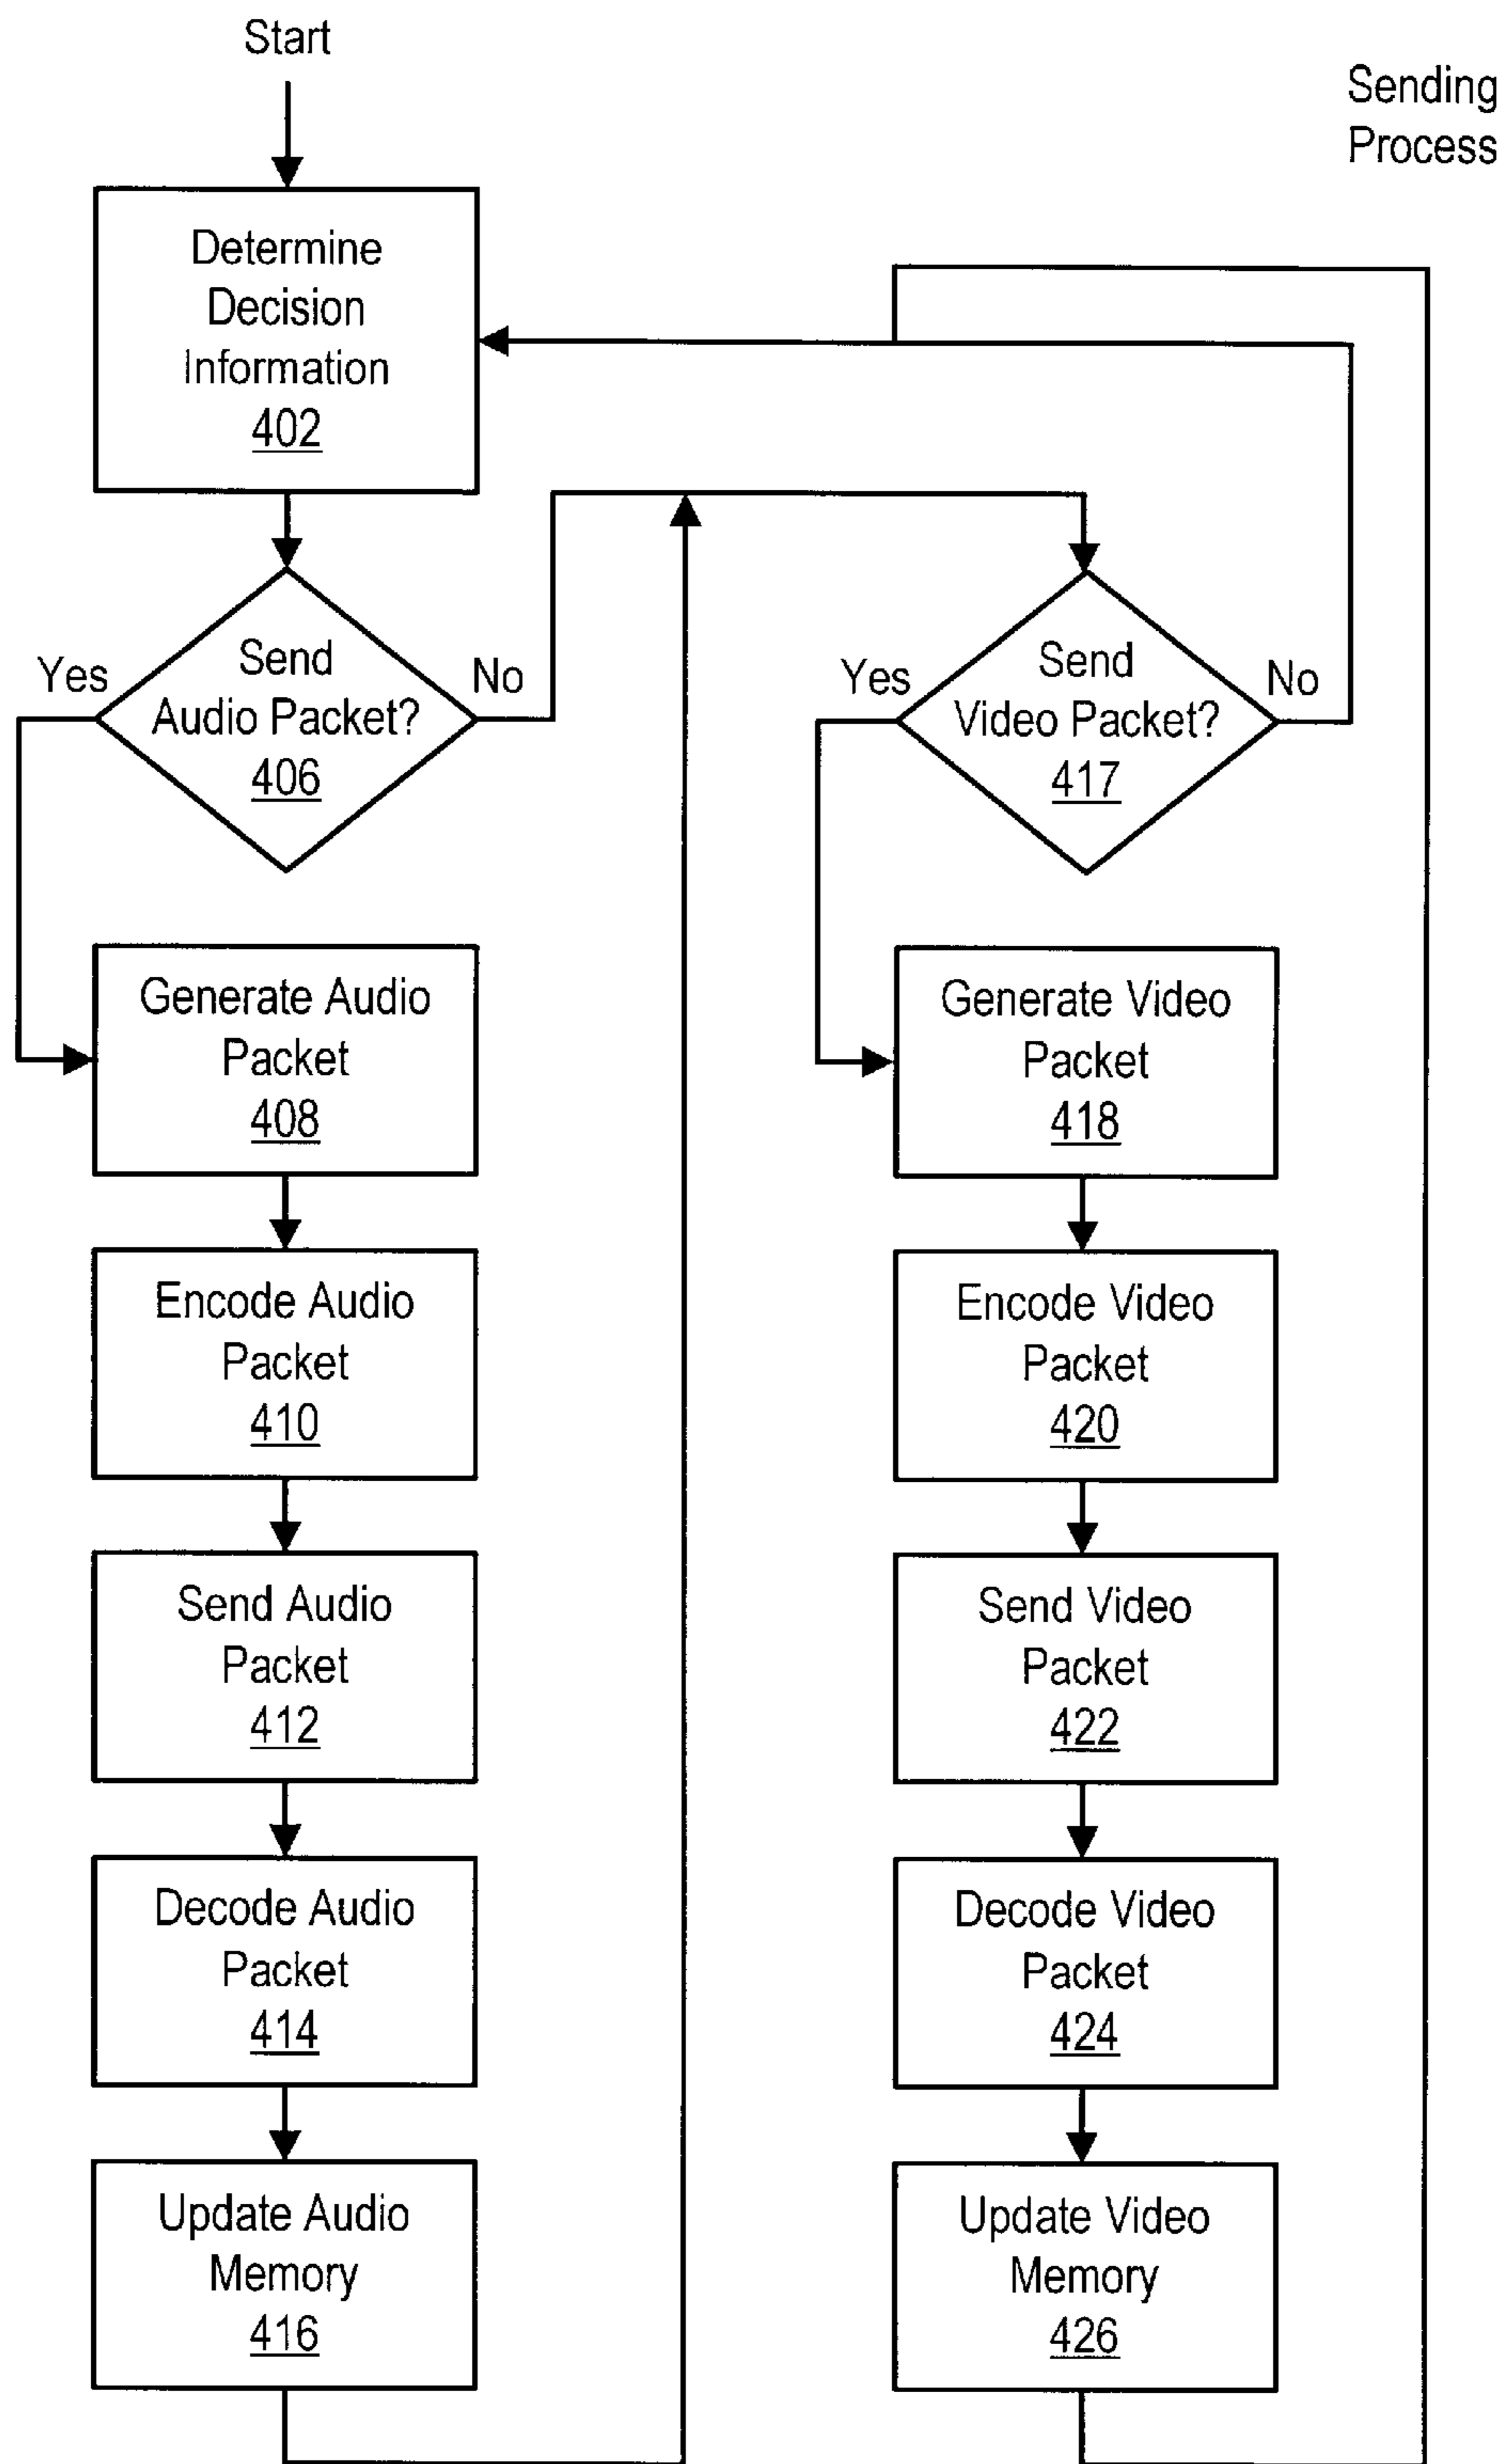 Start
Sending
Process
Determine
Decision
Information
402
Yes
Send
Audio Packet?
406
No
Yes
Send
Video Packet?
417
No
Generate Audio
Packet
408
Encode Audio
Packet
410
Send Audio
Packet
412
Decode Audio
Packet
414
Update Audio
Memory
416
Generate Video
Packet
418
Encode Video
Packet
420
Send Video
Packet
422
Decode Video
Packet
424
Update Video
Memory
426